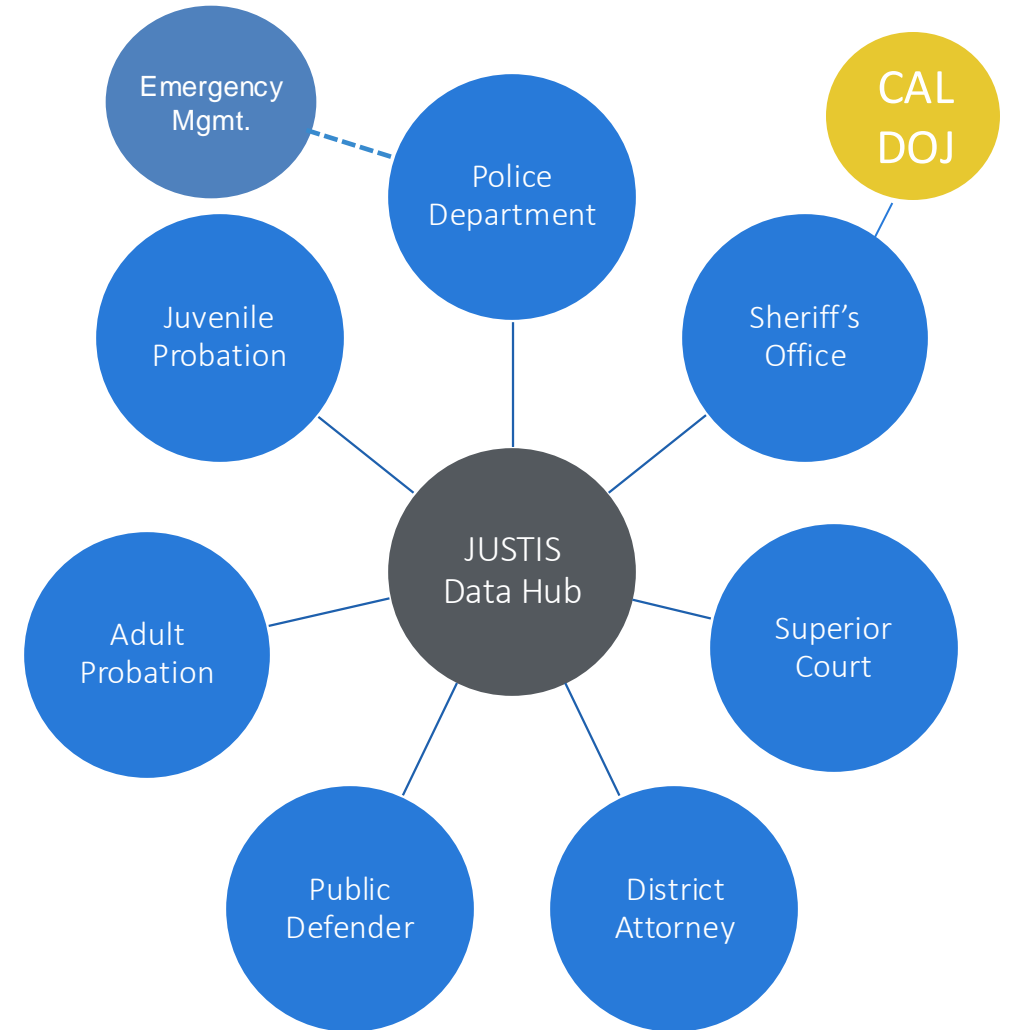 Emergency
Mgmt.
CAL
DOJ
Police
Department
Juvenile
Probation
Sheriff’s
Office
JUSTIS
Data Hub
Adult
Probation
Superior
Court
Public
Defender
District
Attorney